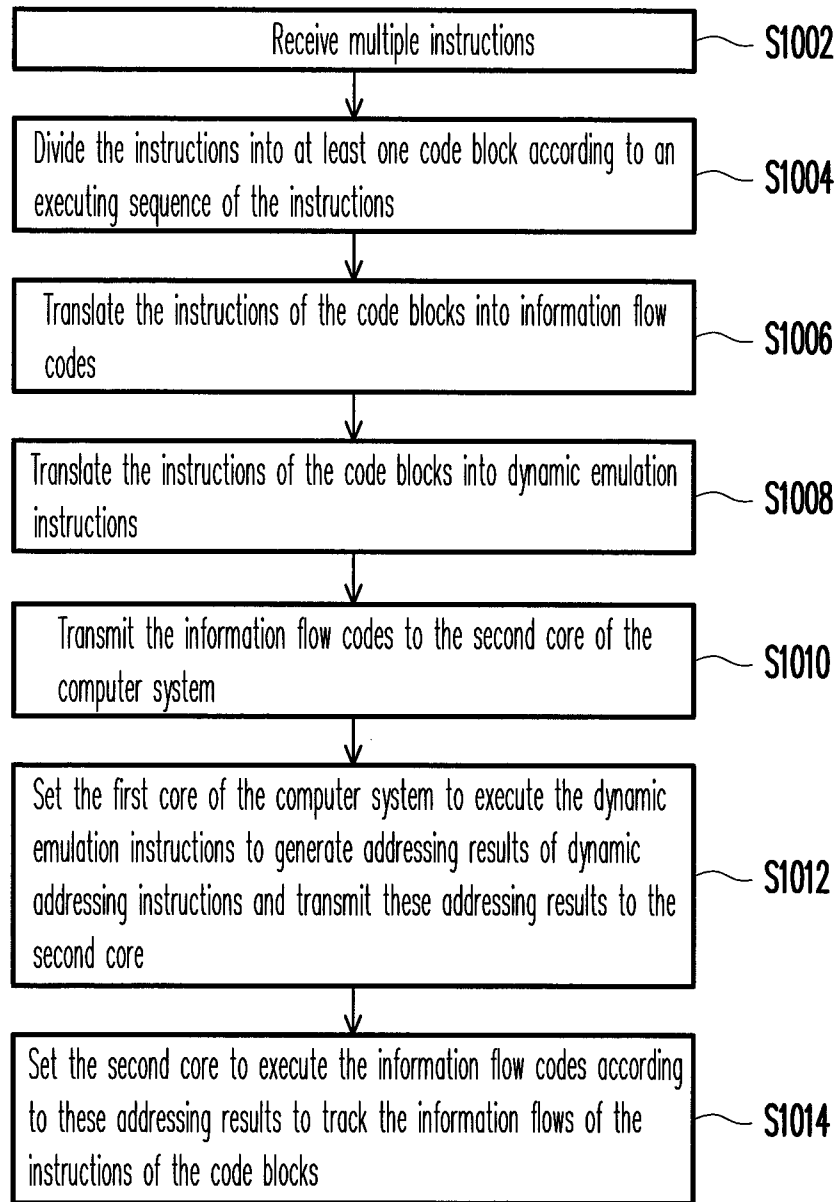 Receive multiple instructions
S1002
Divide the instructions into at least one code block according to an
executing sequence of the instructions
S1004
Translate the instructions of the code blocks into information flow
codes
S1006
Translate the instructions of the code blocks into dynamic emulation
instructions
S1008
Transmit the information flow codes to the second core of the
computer system
S1010
Set the first core of the computer system to execute the dynamic
emulation instructions to generate addressing results of dynamic
addressing instructions and transmit these addressing results to the
second core
S1012
Set the second core to execute the information flow codes according
to these addressing results to track the information flows of the
instructions of the code blocks
S1014